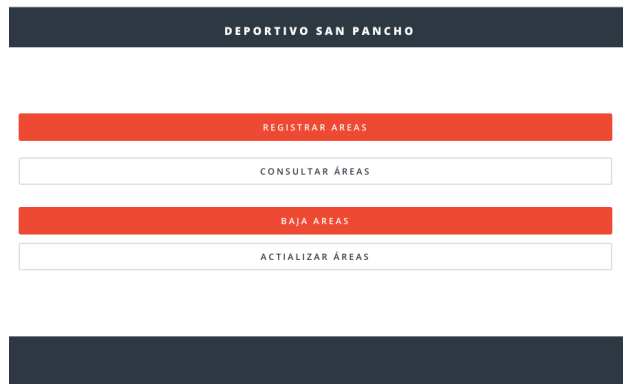 DEPORTIVO SAN PANCHO
REGISTRAR AREAS
CONSULTAR ÁREAS
BAJA AREAS
ACTIALIZAR ÁREAS